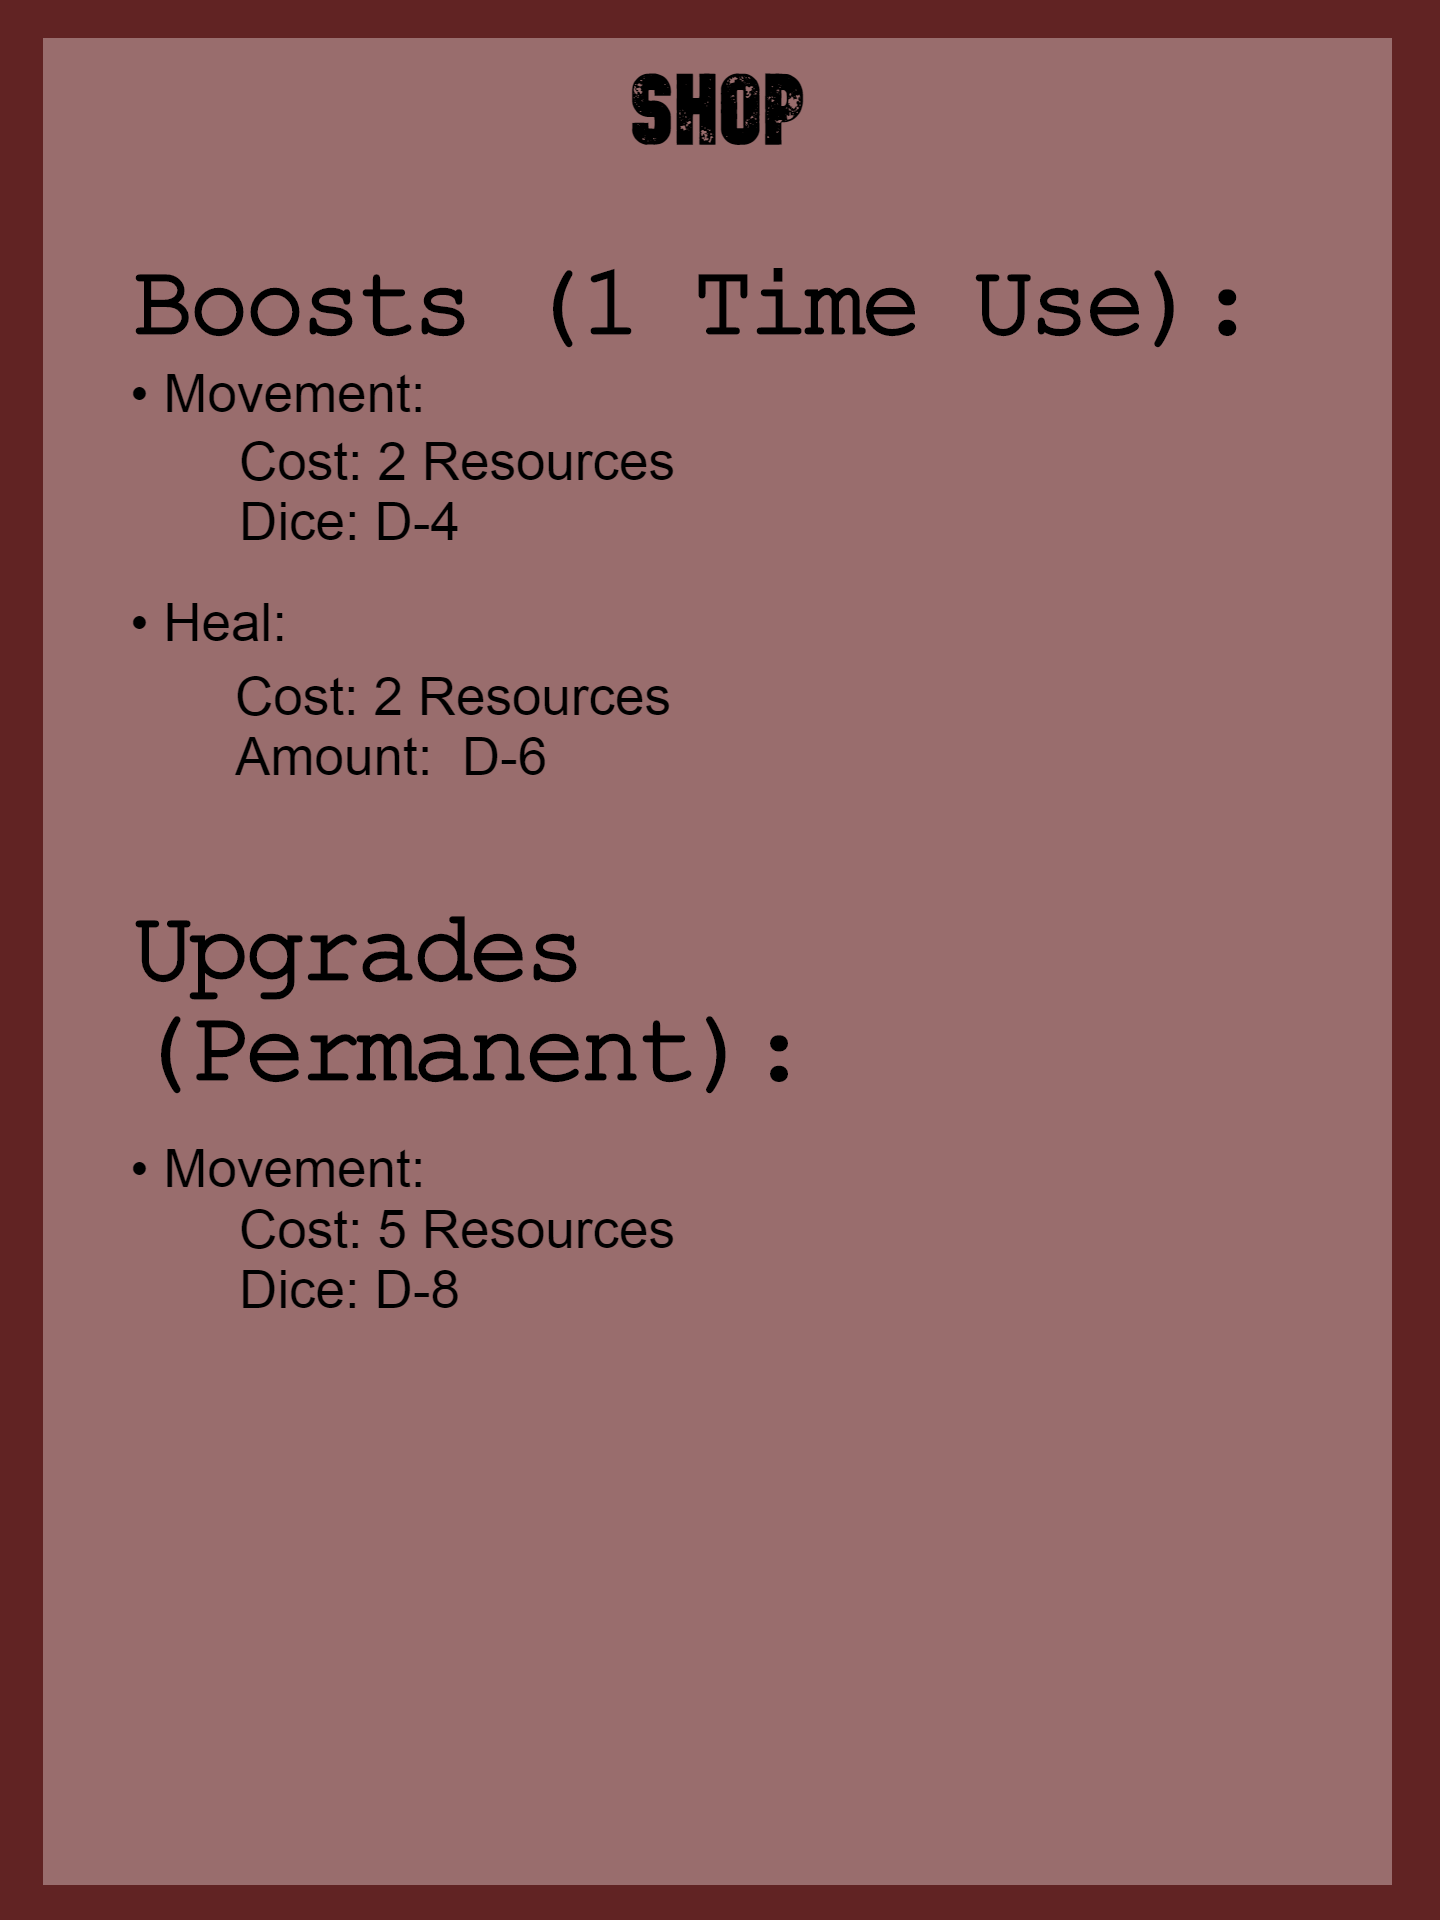 SHOP
Boosts (1 Time Use):
• Movement:
Cost: 2 Resources
Dice: D-4
• Heal:
Cost: 2 Resources
Amount:  D-6
Upgrades
(Permanent):
• Movement:
Cost: 5 Resources
Dice: D-8